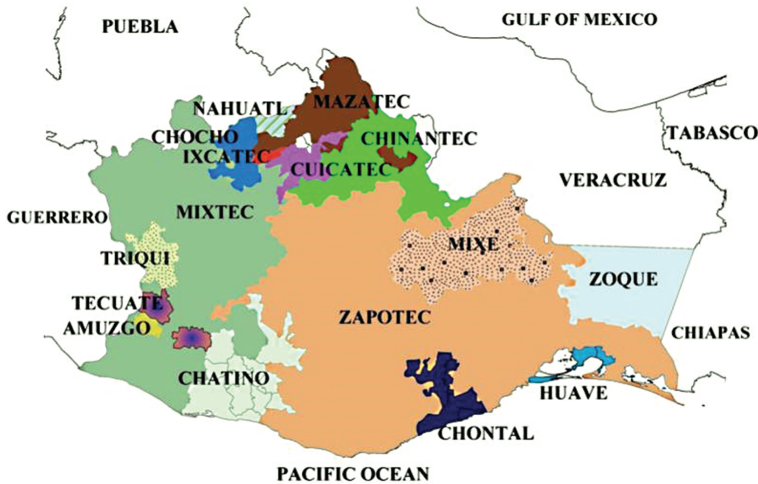 GULF OF MEXICO
PUEBLA
NAHUATL
MAZATEC
CHOCHO
CHINANTEC
TABASCO
IXCATEC
CUICATEC
VERACRUZ
GUERRERO
MIXTEC
MIXE
TRIQUI
ZOQUE
TECUATE
AMUZGO
ZAPOTEC
CHIAPAS
CHATINO
HUAVE
CHONTAL
PACIFIC OCEAN